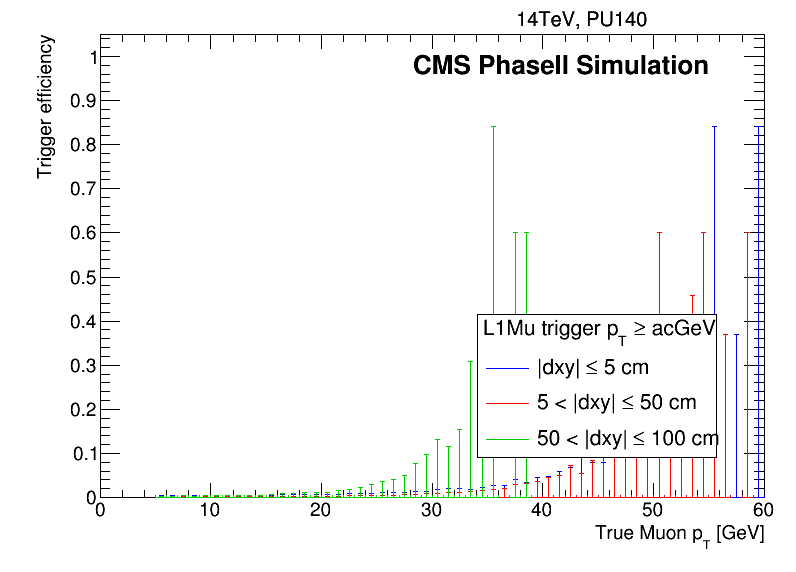 14TeV, PU140
CMS PhaseII Simulation
Trigger efficiency
1
0.9
0.8
0.7
0.6
0.5
0.4
0.3
0.2
0.1
0
L1Mu trigger p_T ≥ acGeV
|dxy| ≤ 5 cm
5 < |dxy| ≤ 50 cm
50 < |dxy| ≤ 100 cm
0 10 20 30 40 50 60
True Muon p_T [GeV]